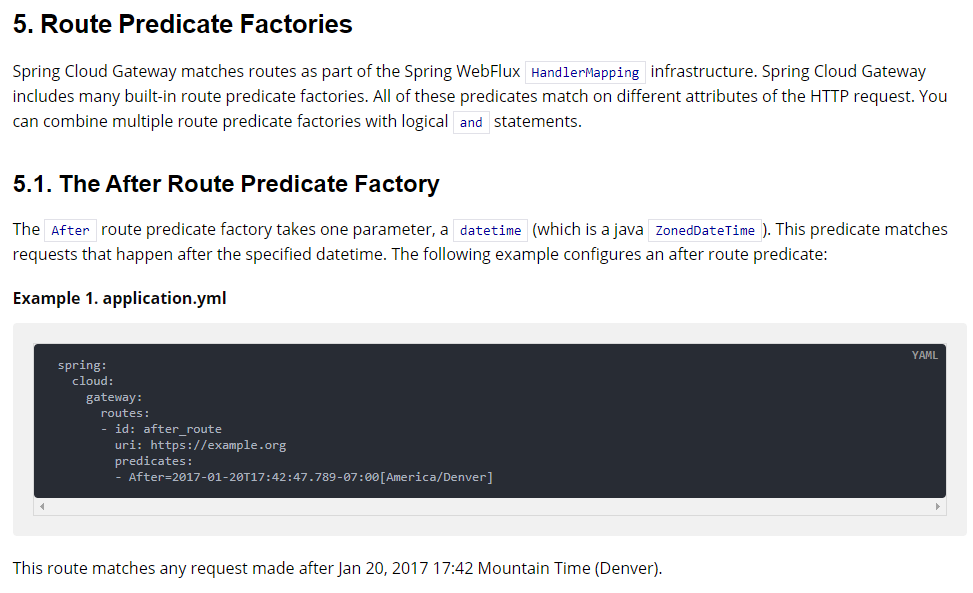 5. Route Predicate Factories
Spring Cloud Gateway matches routes as part of the Spring WebFlux HandlerMapping infrastructure. Spring Cloud Gateway
includes many built-in route predicate factories. All of these predicates match on different attributes of the HTTP request. You
can combine multiple route predicate factories with logical and statements.
5.1. The After Route Predicate Factory
The After route predicate factory takes one parameter, a datetime (which is a java ZonedDateTime). This predicate matches
requests that happen after the specified datetime. The following example configures an after route predicate:
Example 1. application.yml
YAML
spring:
  cloud:
    gateway:
      routes:
      - id: after_route
        uri: https://example.org
        predicates:
        - After=2017-01-20T17:42:47.789-07:00[America/Denver]
This route matches any request made after Jan 20, 2017 17:42 Mountain Time (Denver).